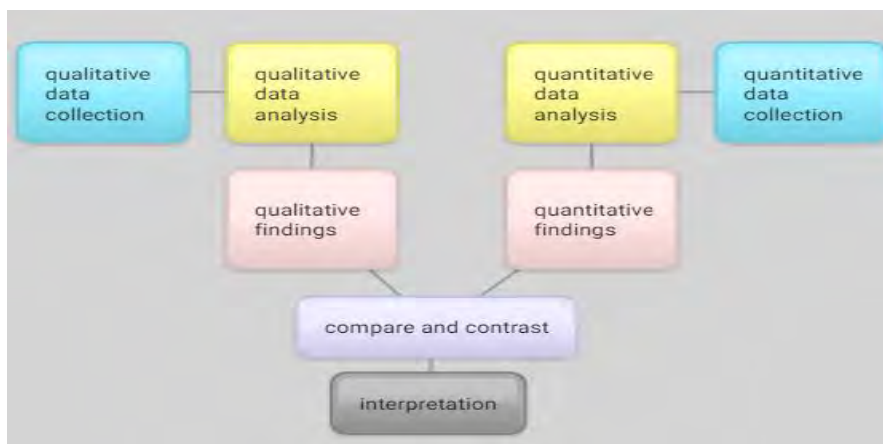 qualitative
data
collection
qualitative
data
analysis
quantitative
data
analysis
quantitative
data
collection
qualitative
findings
quantitative
findings
compare and contrast
interpretation